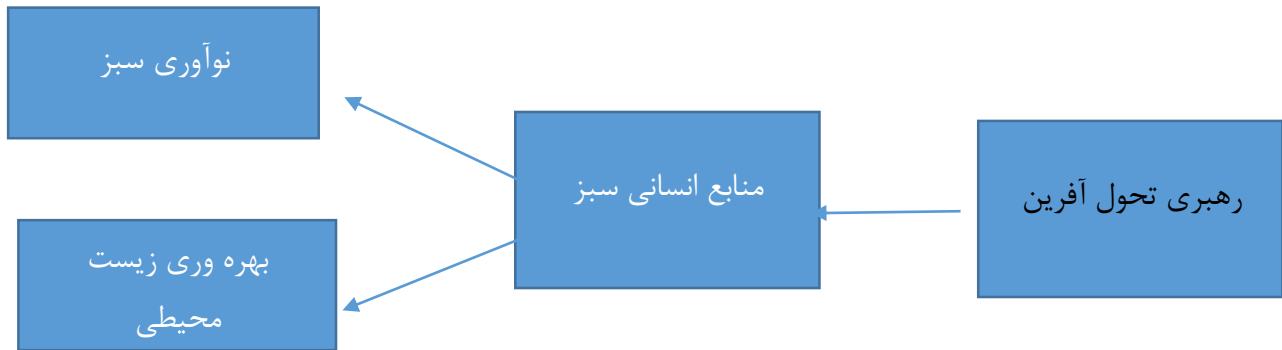 رهبری تحول آفرین
منابع انسانی سبز
نوآوری سبز
بهره وری زیست
محیطی